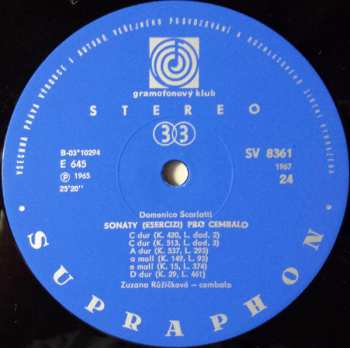 VŠECHNA PRÁVA VÝROBCE I AUTORŮ VEŘEJNÉHO PROVOZOVÁNÍ A ROZHLASOVÉHO ŠÍŘENÍ VYHRAZENA
gramofonový klub
STEREO
33
B-03*10294
E 645
℗ 1965
25'20"
SV 8361
1967
24
Domenico Scarlatti
SONÁTY (ESERCIZI) PRO CEMBALO
C dur (K. 420, L. dod. 2)
C dur (K. 513, L. dod. 3)
A dur (K. 537, L. 293)
a moll (K. 149, L. 93)
e moll (K. 15, L. 374)
D dur (K. 29, L. 461)
Zuzana Růžičková - cembalo
SUPRAPHON